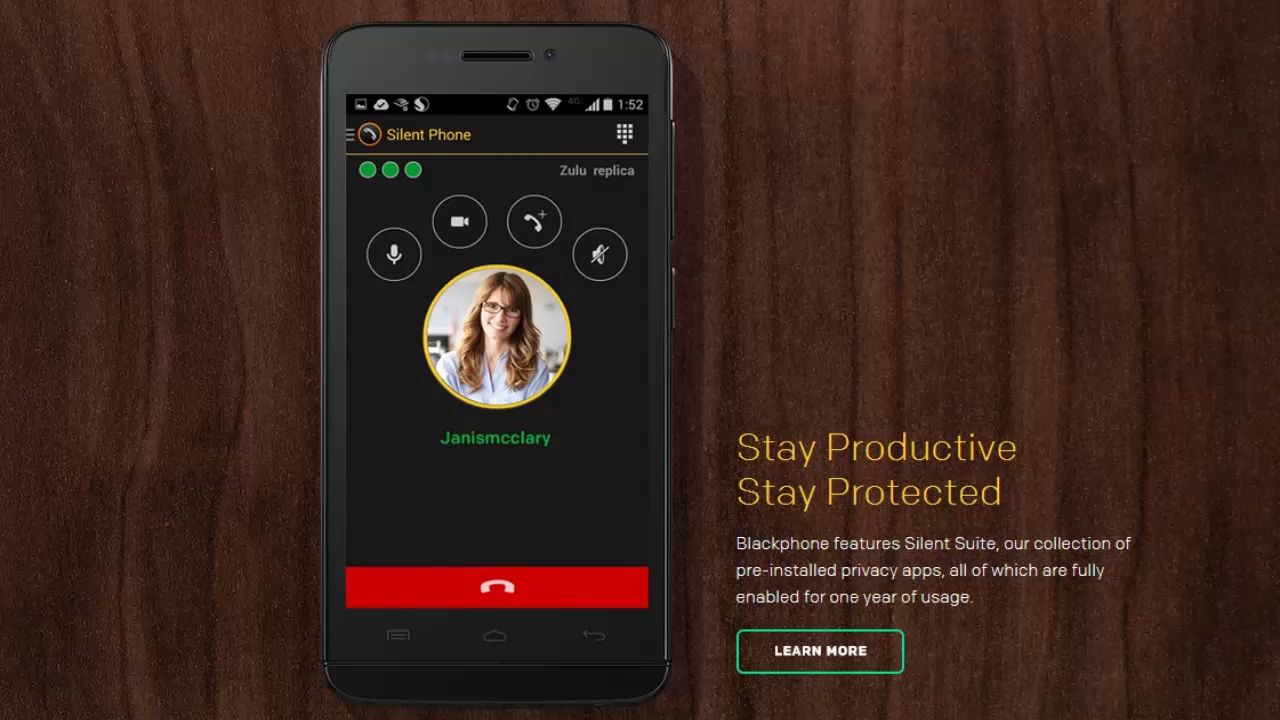 4G 1:52
Silent Phone
Zulu replica
Janismcclary
Stay Productive
Stay Protected
Blackphone features Silent Suite, our collection of
pre-installed privacy apps, all of which are fully
enabled for one year of usage.
LEARN MORE